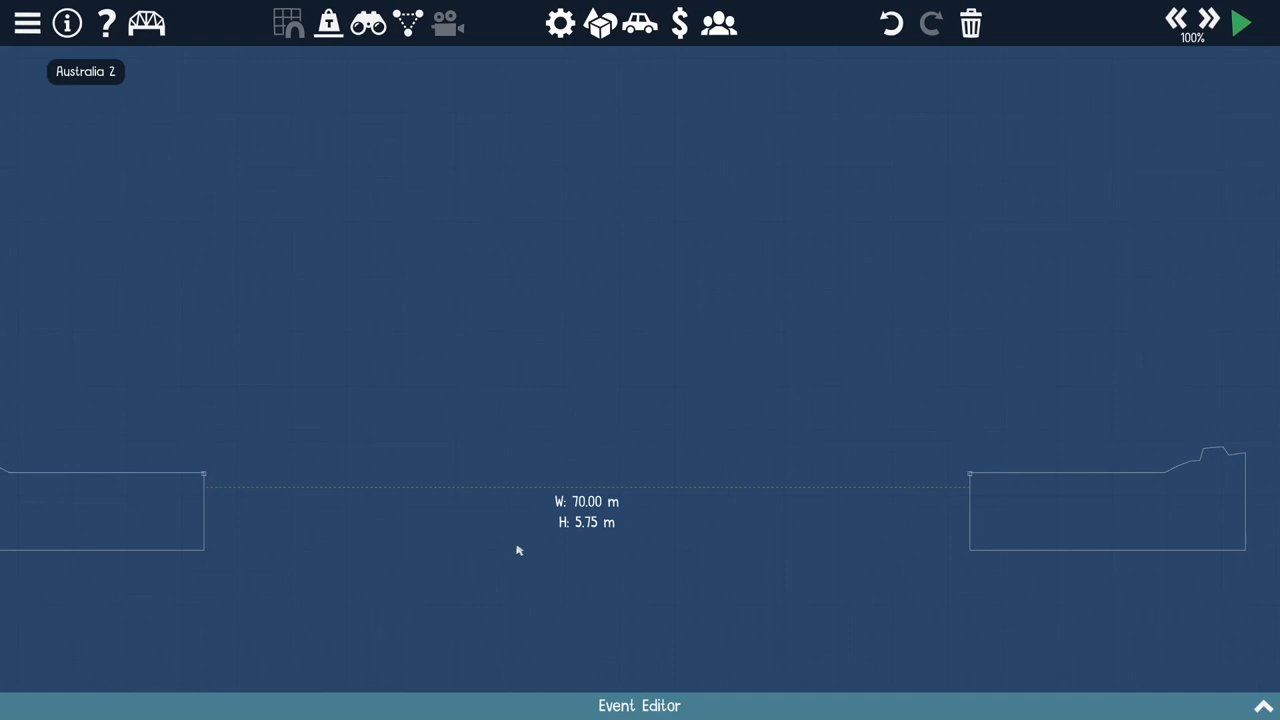 100%
Australia 2
W: 70.00 m
H: 5.75 m
Event Editor